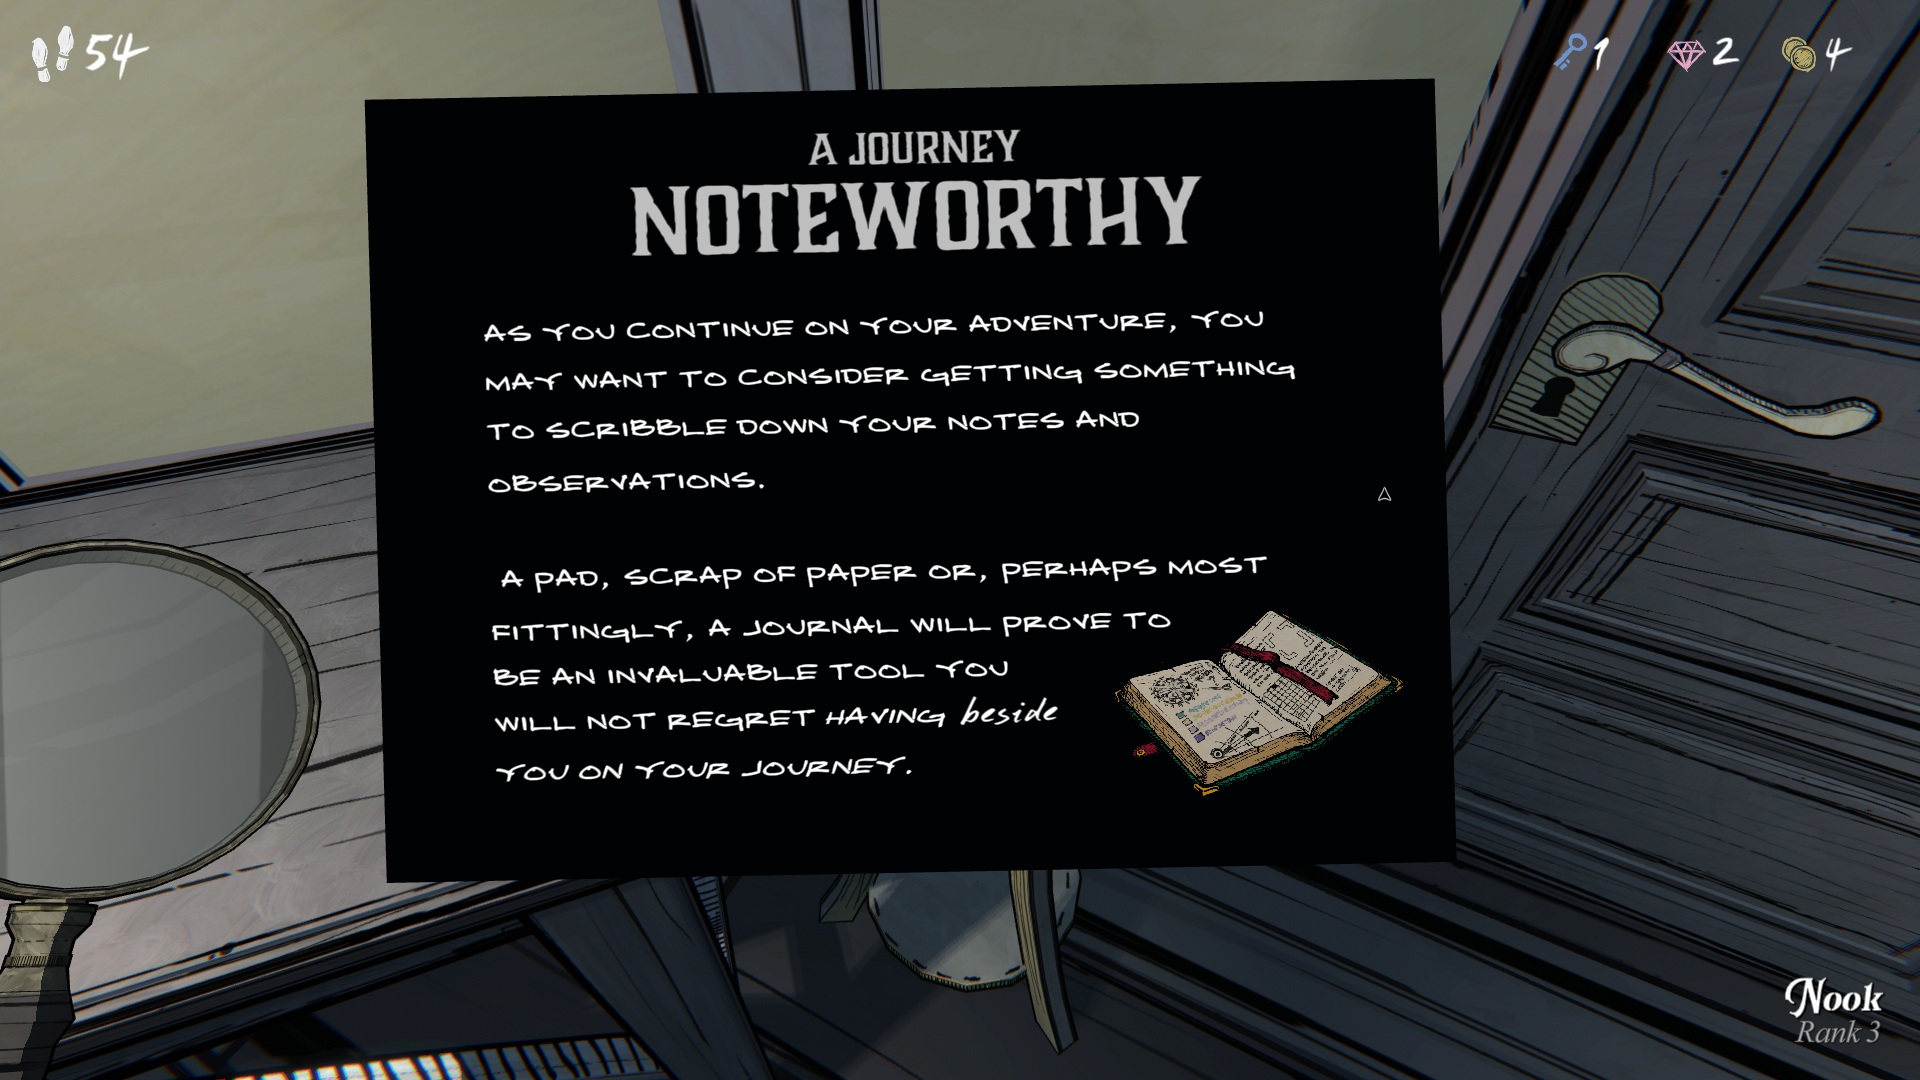 54
1
2
4
A JOURNEY
NOTEWORTHY
AS YOU CONTINUE ON YOUR ADVENTURE, YOU
MAY WANT TO CONSIDER GETTING SOMETHING
TO SCRIBBLE DOWN YOUR NOTES AND
OBSERVATIONS.
A PAD, SCRAP OF PAPER OR, PERHAPS MOST
FITTINGLY, A JOURNAL WILL PROVE TO
BE AN INVALUABLE TOOL YOU
WILL NOT REGRET HAVING beside
YOU ON YOUR JOURNEY.
Nook
Rank 3